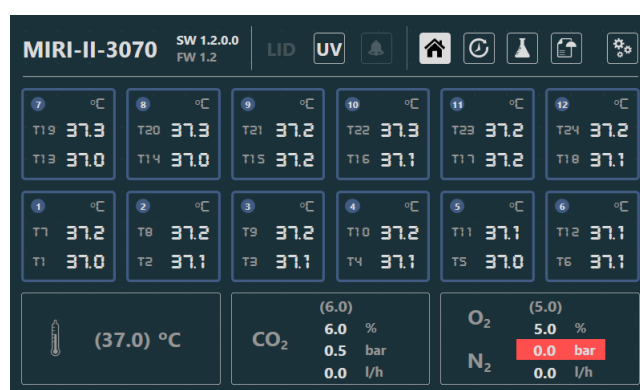 MIRI-II-3070 SW 1.2.0.0 LID UV
FW 1.2
7 °C 8 °C 9 °C 10 °C 11 °C 12 °C
T19 37.3 T20 37.3 T21 37.2 T22 37.3 T23 37.2 T24 37.2
T13 37.0 T14 37.0 T15 37.2 T16 37.1 T17 37.2 T18 37.1
1 °C 2 °C 3 °C 4 °C 5 °C 6 °C
T7 37.2 T8 37.2 T9 37.2 T10 37.2 T11 37.1 T12 37.1
T1 37.0 T2 37.1 T3 37.1 T4 37.1 T5 37.0 T6 37.1
(37.0) °C
CO₂
(6.0)
6.0 %
0.5 bar
0.0 l/h
O₂
N₂
(5.0)
5.0 %
0.0 bar
0.0 l/h